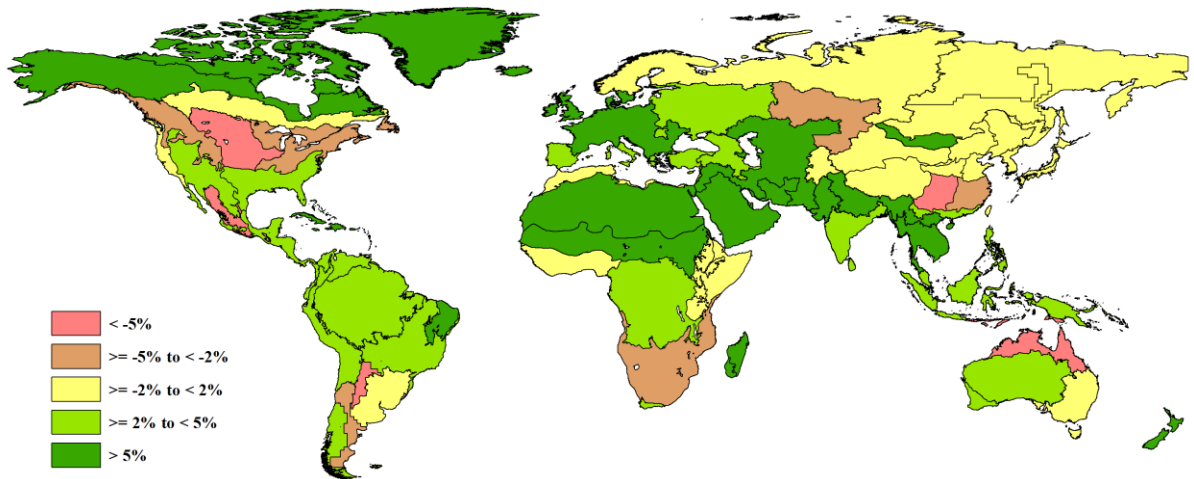 < -5%
>= -5% to < -2%
>= -2% to < 2%
>= 2% to < 5%
> 5%